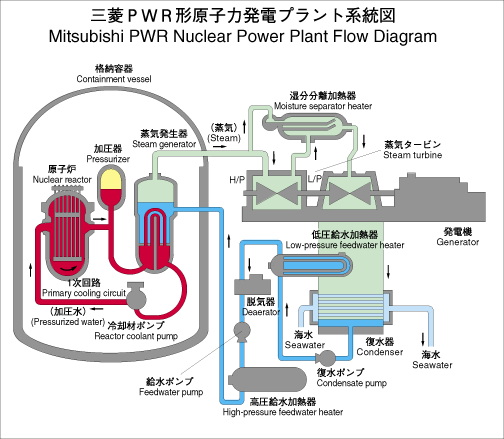 三菱ＰＷＲ形原子力発電プラント系統図
Mitsubishi PWR Nuclear Power Plant Flow Diagram
格納容器
Containment vessel
湿分分離加熱器
Moisture separator heater
(蒸気)
(Steam)
蒸気発生器
Steam generator
加圧器
Pressurizer
蒸気タービン
Steam turbine
原子炉
Nuclear reactor
H/P
L/P
発電機
Generator
低圧給水加熱器
Low-pressure feedwater heater
1次回路
Primary cooling circuit
(加圧水)
(Pressurized water)
脱気器
Deaerator
冷却材ポンプ
Reactor coolant pump
海水
Seawater
復水器
Condenser
海水
Seawater
給水ポンプ
Feedwater pump
復水ポンプ
Condensate pump
高圧給水加熱器
High-pressure feedwater heater